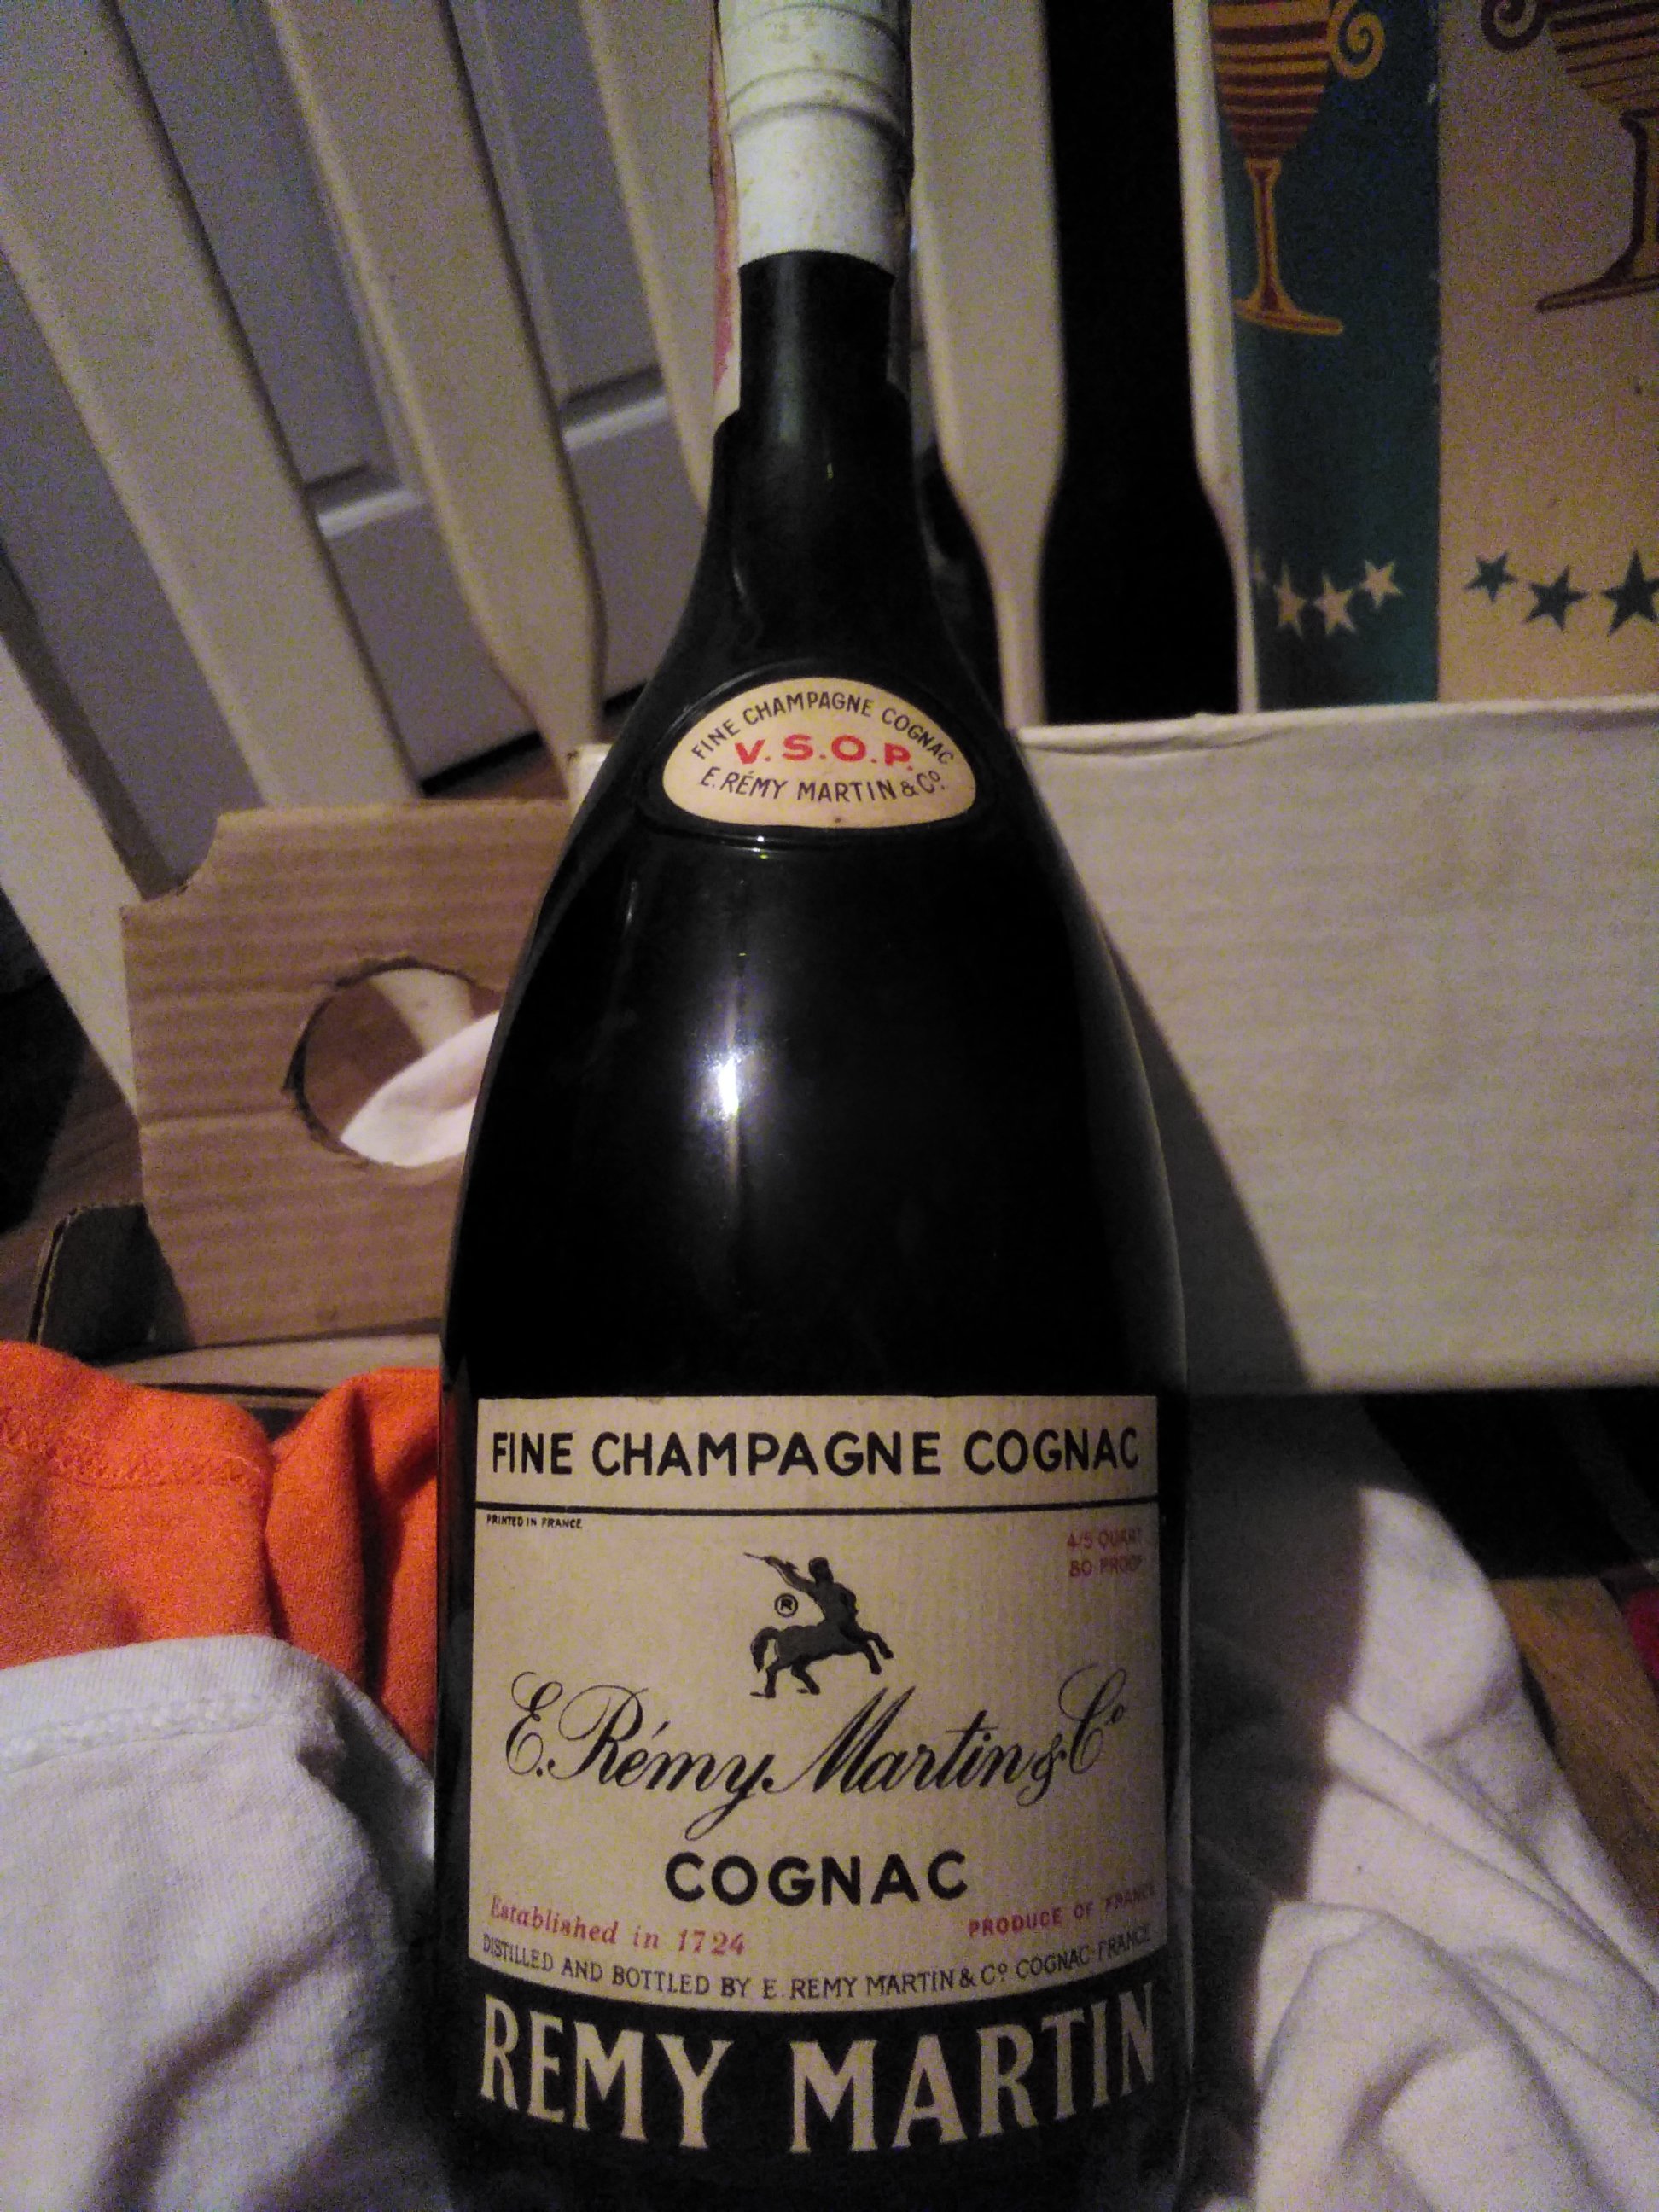 FINE CHAMPAGNE COGNAC
V.S.O.P.
E. RÉMY MARTIN & Cº.
FINE CHAMPAGNE COGNAC
PRINTED IN FRANCE
4/5 QUART
80 PROOF
®
E. Rémy Martin & Cº
COGNAC
Established in 1724
PRODUCE OF FRANCE
DISTILLED AND BOTTLED BY E. REMY MARTIN & Cº COGNAC-FRANCE
REMY MARTIN